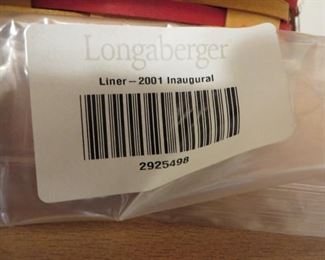 Longaberger
Liner – 2001 Inaugural
2925498